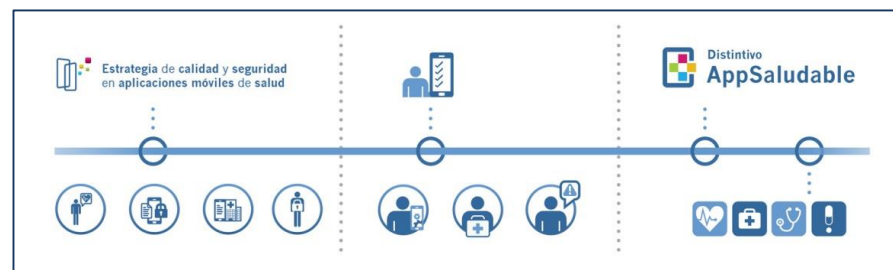 Estrategia de calidad y seguridad
en aplicaciones móviles de salud
Distintivo
AppSaludable